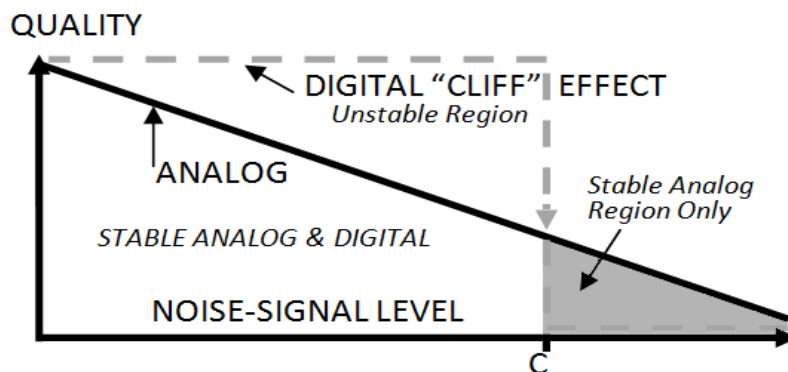 QUALITY
DIGITAL “CLIFF” EFFECT
Unstable Region
ANALOG
Stable Analog
Region Only
STABLE ANALOG & DIGITAL
NOISE-SIGNAL LEVEL
C